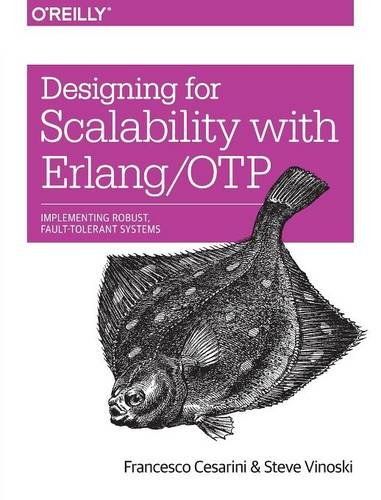 O'REILLY®
Designing for
Scalability with
Erlang/OTP
IMPLEMENTING ROBUST,
FAULT-TOLERANT SYSTEMS
Francesco Cesarini & Steve Vinoski